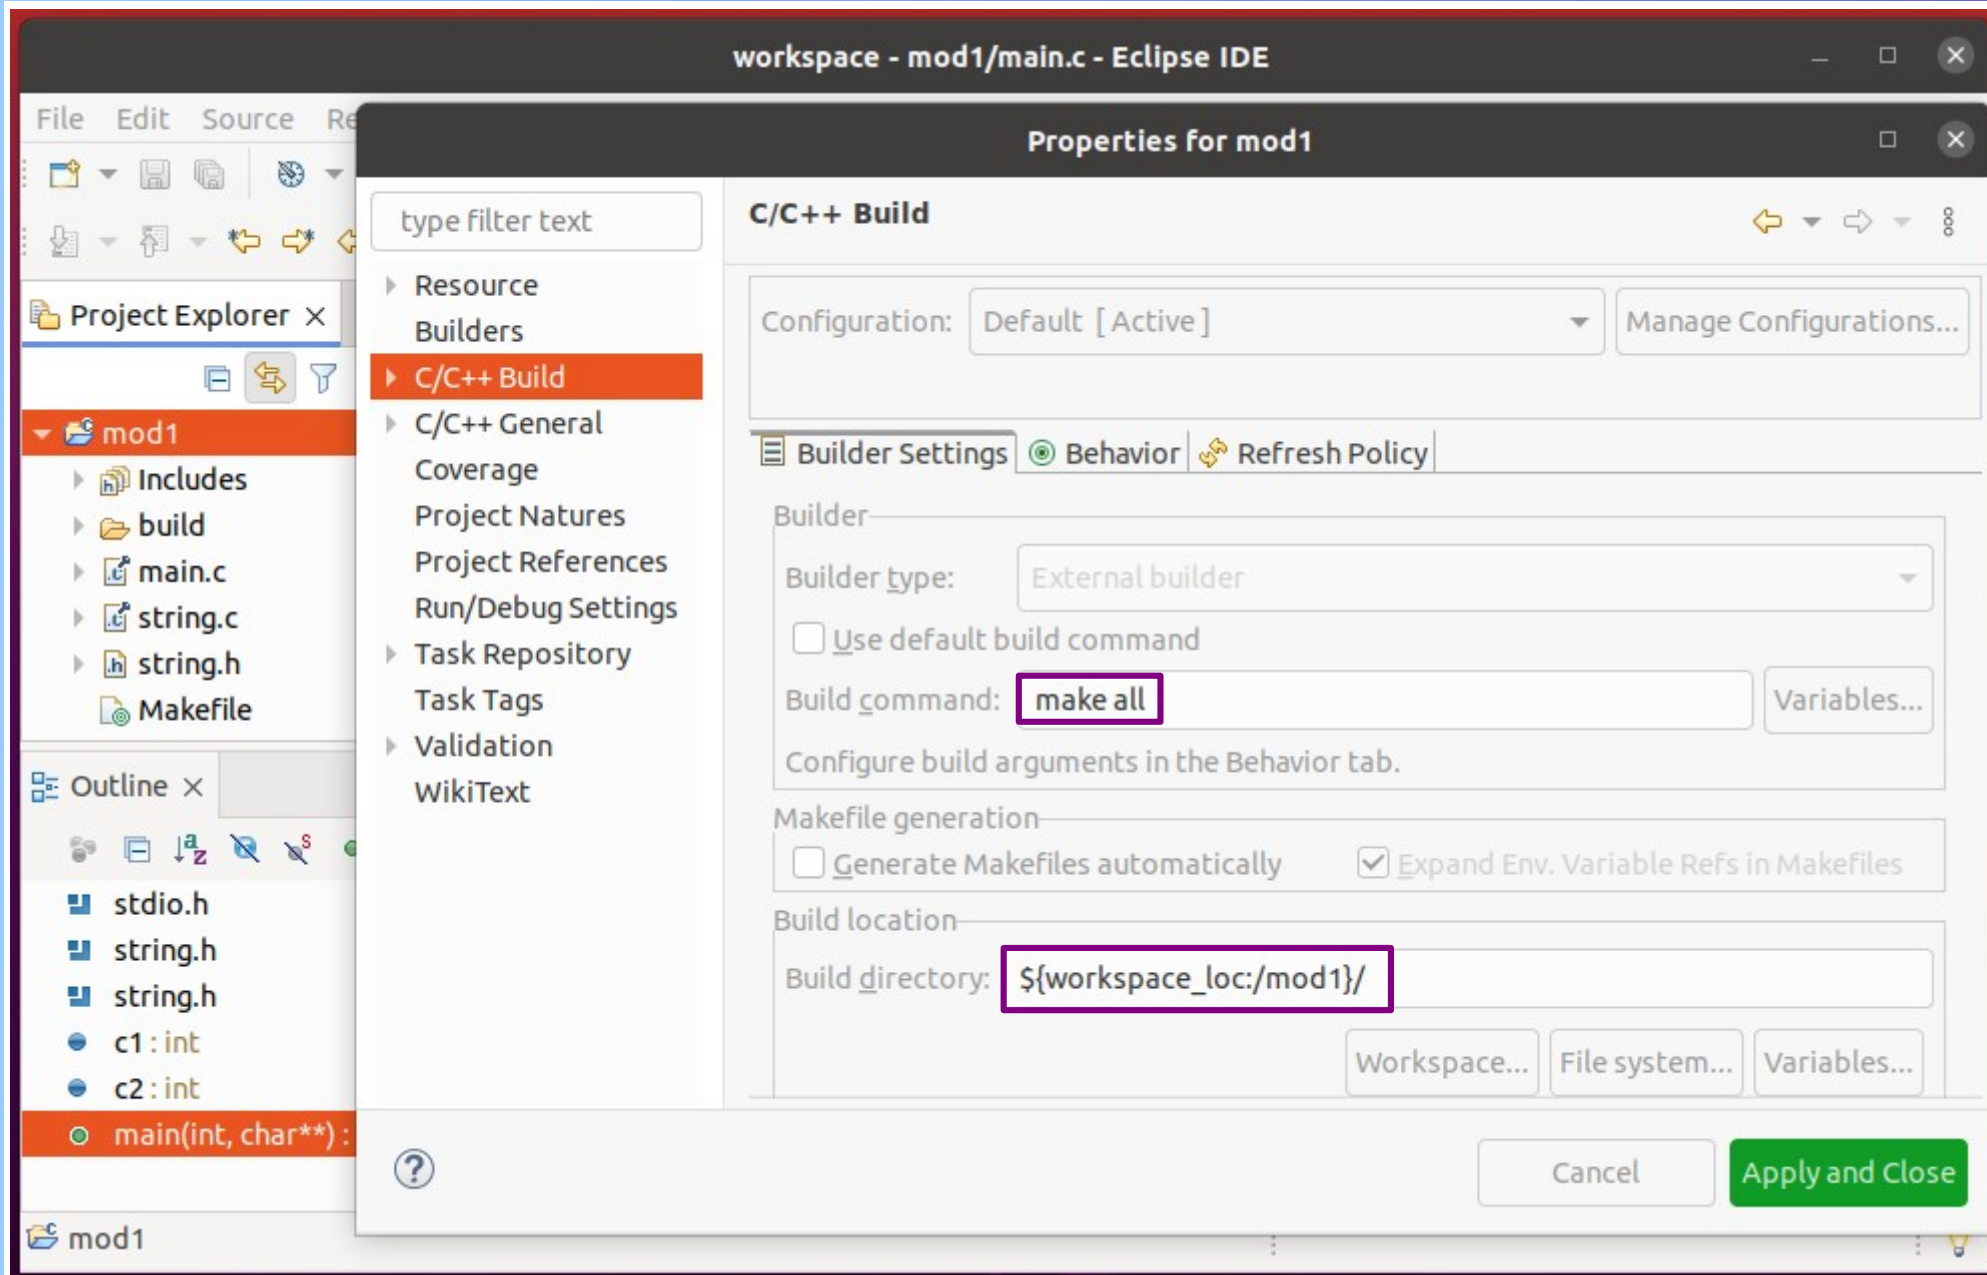 workspace - mod1/main.c - Eclipse IDE
File Edit Source Re
Properties for mod1
type filter text
Resource
Builders
C/C++ Build
C/C++ General
Coverage
Project Natures
Project References
Run/Debug Settings
Task Repository
Task Tags
Validation
WikiText
Project Explorer
mod1
Includes
build
main.c
string.c
string.h
Makefile
Outline
stdio.h
string.h
string.h
c1 : int
c2 : int
main(int, char**) :
mod1
C/C++ Build
Configuration: Default [ Active ] Manage Configurations...
Builder Settings Behavior Refresh Policy
Builder
Builder type: External builder
Use default build command
Build command: make all Variables...
Configure build arguments in the Behavior tab.
Makefile generation
Generate Makefiles automatically Expand Env. Variable Refs in Makefiles
Build location
Build directory: ${workspace_loc:/mod1}/
Workspace... File system... Variables...
Cancel Apply and Close